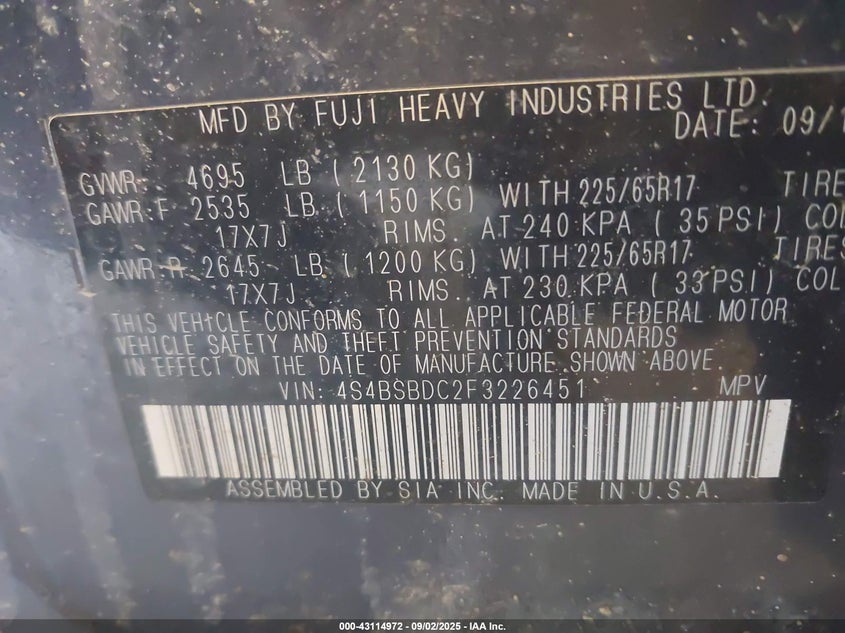 MFD BY FUJI HEAVY INDUSTRIES LTD.
DATE: 09/1
GVWR: 4695 LB ( 2130 KG)
GAWR:F 2535 LB ( 1150 KG) WITH 225/65R17 TIRE
17X7J RIMS. AT 240 KPA ( 35 PSI) COL
GAWR:R 2645 LB ( 1200 KG) WITH 225/65R17 TIRES
17X7J RIMS. AT 230 KPA ( 33 PSI) COL
THIS VEHICLE CONFORMS TO ALL APPLICABLE FEDERAL MOTOR
VEHICLE SAFETY AND THEFT PREVENTION STANDARDS
IN EFFECT ON THE DATE OF MANUFACTURE SHOWN ABOVE
VIN: 4S4BSBDC2F3226451 MPV
ASSEMBLED BY SIA INC. MADE IN U.S.A.
000-43114972 - 09/02/2025 - IAA Inc.